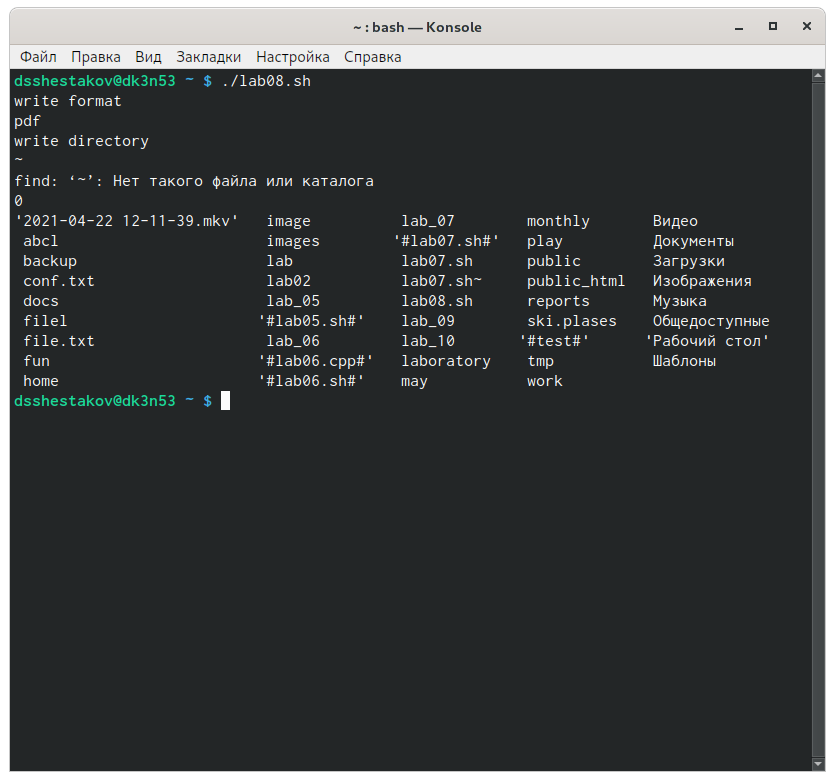 ~ : bash — Konsole
Файл Правка Вид Закладки Настройка Справка
dsshestakov@dk3n53 ~ $ ./lab08.sh
write format
pdf
write directory
~
find: ‘~’: Нет такого файла или каталога
0
'2021-04-22 12-11-39.mkv' image lab_07 monthly Видео
abcl images '#lab07.sh#' play Документы
backup lab lab07.sh public Загрузки
conf.txt lab02 lab07.sh~ public_html Изображения
docs lab_05 lab08.sh reports Музыка
filel '#lab05.sh#' lab_09 ski.plases Общедоступные
file.txt lab_06 lab_10 '#test#' 'Рабочий стол'
fun '#lab06.cpp#' laboratory tmp Шаблоны
home '#lab06.sh#' may work
dsshestakov@dk3n53 ~ $